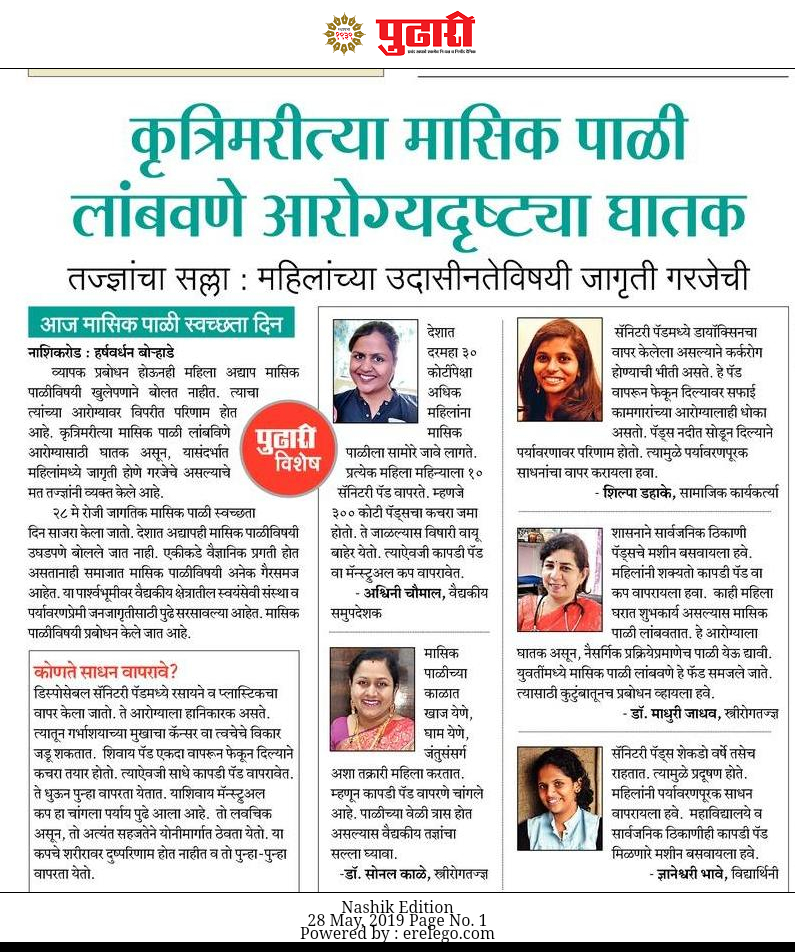 पुढारी
कृत्रिमरीत्या मासिक पाळी
लांबवणे आरोग्यदृष्ट्या घातक
तज्ज्ञांचा सल्ला : महिलांच्या उदासीनतेविषयी जागृती गरजेची
आज मासिक पाळी स्वच्छता दिन
नाशिकरोड : हर्षवर्धन बोऱ्हाडे
व्यापक प्रबोधन होऊनही महिला अद्याप मासिक
पाळीविषयी खुलेपणाने बोलत नाहीत. त्याचा
त्यांच्या आरोग्यावर विपरीत परिणाम होत
आहे. कृत्रिमरीत्या मासिक पाळी लांबविणे
आरोग्यासाठी घातक असून, यासंदर्भात
महिलांमध्ये जागृती होणे गरजेचे असल्याचे
मत तज्ज्ञांनी व्यक्त केले आहे.
२८ मे रोजी जागतिक मासिक पाळी स्वच्छता
दिन साजरा केला जातो. देशात अद्यापही मासिक पाळीविषयी
उघडपणे बोलले जात नाही. एकीकडे वैज्ञानिक प्रगती होत
असतानाही समाजात मासिक पाळीविषयी अनेक गैरसमज
आहेत. या पार्श्वभूमीवर वैद्यकीय क्षेत्रातील स्वयंसेवी संस्था व
पर्यावरणप्रेमी जनजागृतीसाठी पुढे सरसावल्या आहेत. मासिक
पाळीविषयी प्रबोधन केले जात आहे.
पुढारी
विशेष
कोणते साधन वापरावे?
डिस्पोसेबल सॅनिटरी पॅडमध्ये रसायने व प्लास्टिकचा
वापर केला जातो. ते आरोग्याला हानिकारक असते.
त्यातून गर्भाशयाच्या मुखाचा कॅन्सर वा त्वचेचे विकार
जडू शकतात. शिवाय पॅड एकदा वापरून फेकून दिल्याने
कचरा तयार होतो. त्याऐवजी साधे कापडी पॅड वापरावेत.
ते धुऊन पुन्हा वापरता येतात. याशिवाय मॅन्स्ट्रुअल
कप हा चांगला पर्याय पुढे आला आहे. तो लवचिक
असून, तो अत्यंत सहजतेने योनीमार्गात ठेवता येतो. या
कपचे शरीरावर दुष्परिणाम होत नाहीत व तो पुन्हा-पुन्हा
वापरता येतो.
देशात
दरमहा ३०
कोटींपेक्षा
अधिक
महिलांना
मासिक
पाळीला सामोरे जावे लागते.
प्रत्येक महिला महिन्याला १०
सॅनिटरी पॅड वापरते. म्हणजे
३०० कोटी पॅड्सचा कचरा जमा
होतो. ते जाळल्यास विषारी वायू
बाहेर येतो. त्याऐवजी कापडी पॅड
वा मॅन्स्ट्रुअल कप वापरावेत.
- अश्विनी चौमाल, वैद्यकीय
समुपदेशक
मासिक
पाळीच्या
काळात
खाज येणे,
घाम येणे,
जंतुसंसर्ग
अशा तक्रारी महिला करतात.
म्हणून कापडी पॅड वापरणे चांगले
आहे. पाळीच्या वेळी त्रास होत
असल्यास वैद्यकीय तज्ञांचा
सल्ला घ्यावा.
-डॉ. सोनल काळे, स्त्रीरोगतज्ज्ञ
सॅनिटरी पॅडमध्ये डायॉक्सिनचा
वापर केलेला असल्याने कर्करोग
होण्याची भीती असते. हे पॅड
वापरून फेकून दिल्यावर सफाई
कामगारांच्या आरोग्यालाही धोका
असतो. पॅड्स नदीत सोडून दिल्याने
पर्यावरणावर परिणाम होतो. त्यामुळे पर्यावरणपूरक
साधनांचा वापर करायला हवा.
- शिल्पा डहाके, सामाजिक कार्यकर्त्या
शासनाने सार्वजनिक ठिकाणी
पॅड्सचे मशीन बसवायला हवे.
महिलांनी शक्यतो कापडी पॅड वा
कप वापरायला हवा. काही महिला
घरात शुभकार्य असल्यास मासिक
पाळी लांबवतात. हे आरोग्याला
घातक असून, नैसर्गिक प्रक्रियेप्रमाणेच पाळी येऊ द्यावी.
युवतींमध्ये मासिक पाळी लांबवणे हे फॅड समजले जाते.
त्यासाठी कुटुंबातूनच प्रबोधन व्हायला हवे.
- डॉ. माधुरी जाधव, स्त्रीरोगतज्ज्ञ
सॅनिटरी पॅड्स शेकडो वर्षे तसेच
राहतात. त्यामुळे प्रदूषण होते.
महिलांनी पर्यावरणपूरक साधन
वापरायला हवे. महाविद्यालये व
सार्वजनिक ठिकाणीही कापडी पॅड
मिळणारे मशीन बसवायला हवे.
- ज्ञानेश्वरी भावे, विद्यार्थिनी
Nashik Edition
28 May, 2019 Page No. 1
Powered by : erelego.com